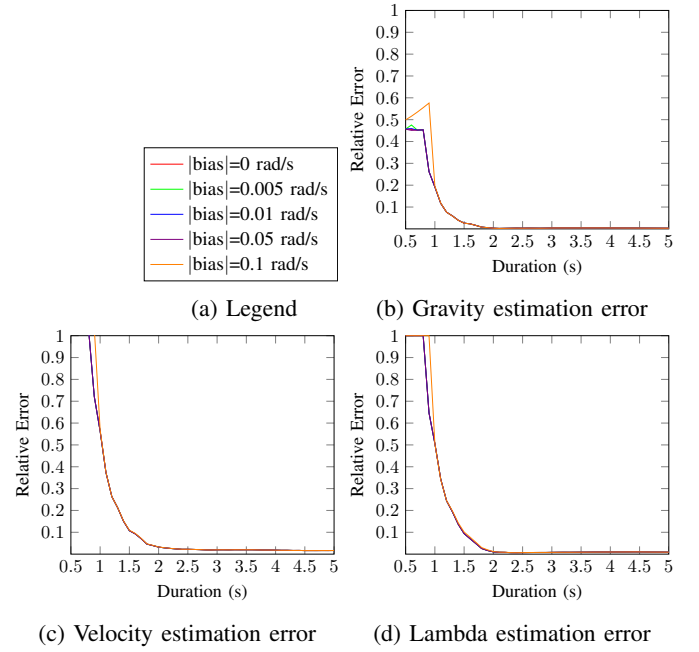 |bias|=0 rad/s
|bias|=0.005 rad/s
|bias|=0.01 rad/s
|bias|=0.05 rad/s
|bias|=0.1 rad/s
(a) Legend
1
0.9
0.8
0.7
0.6
0.5
0.4
0.3
0.2
0.1
Relative Error
0.5 1 1.5 2 2.5 3 3.5 4 4.5 5
Duration (s)
(b) Gravity estimation error
1
0.9
0.8
0.7
0.6
0.5
0.4
0.3
0.2
0.1
Relative Error
0.5 1 1.5 2 2.5 3 3.5 4 4.5 5
Duration (s)
(c) Velocity estimation error
1
0.9
0.8
0.7
0.6
0.5
0.4
0.3
0.2
0.1
Relative Error
0.5 1 1.5 2 2.5 3 3.5 4 4.5 5
Duration (s)
(d) Lambda estimation error